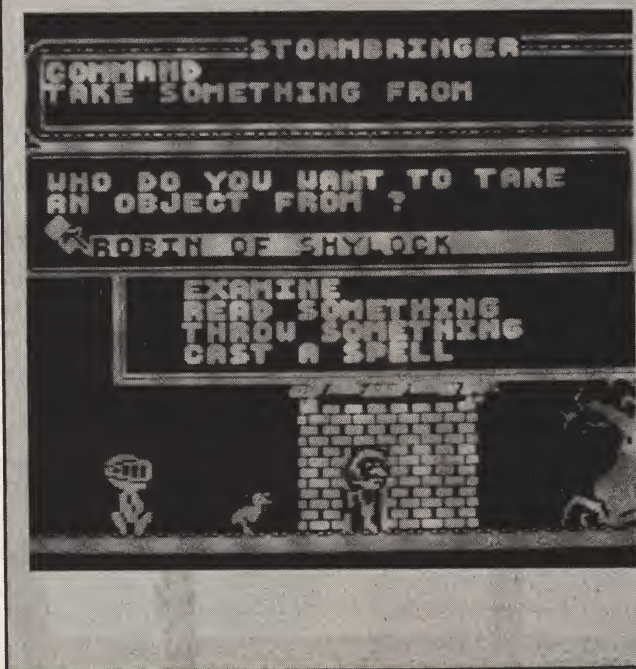 STORMBRINGER
COMMAND
TAKE SOMETHING FROM
WHO DO YOU WANT TO TAKE
AN OBJECT FROM ?
ROBIN OF SHYLOCK
EXAMINE
READ SOMETHING
THROW SOMETHING
CAST A SPELL